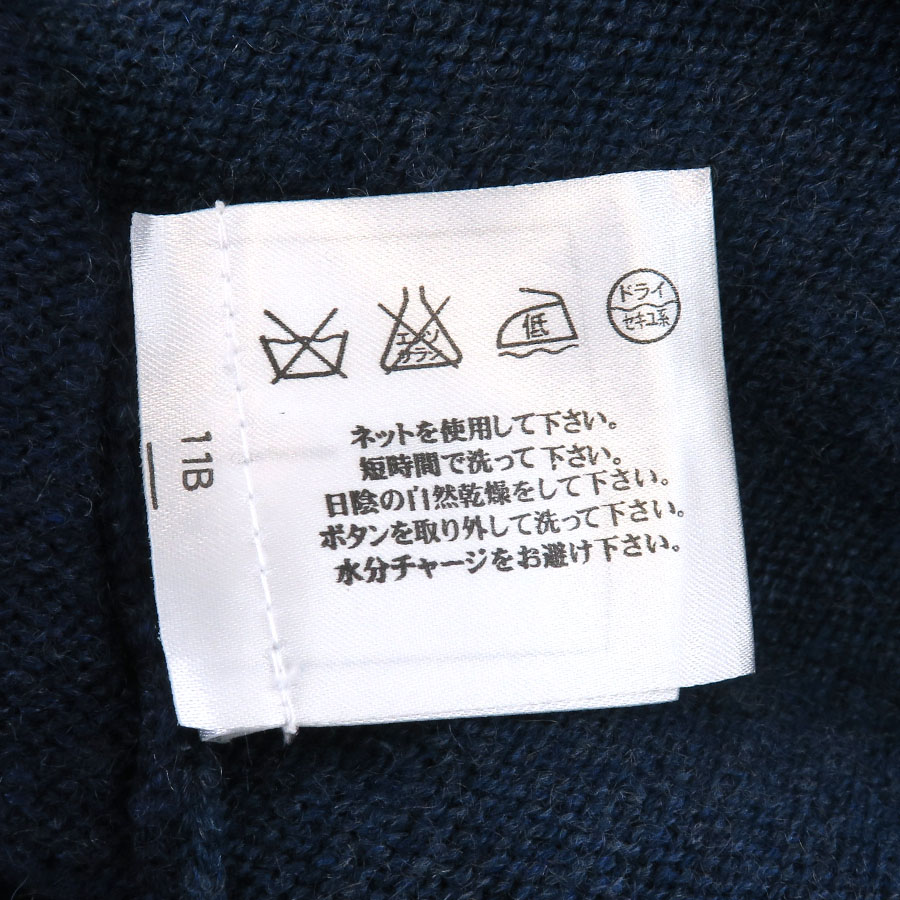 エンソ
サラシ
低
ドライ
セキユ系
ネットを使用して下さい。
短時間で洗って下さい。
日陰の自然乾燥をして下さい。
ボタンを取り外して洗って下さい。
水分チャージをお避け下さい。
11B